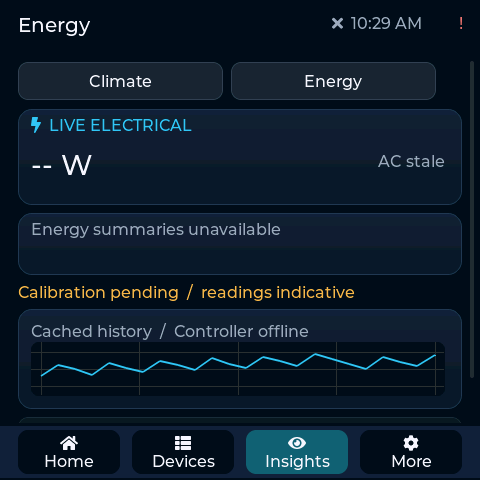 Energy
10:29 AM
!
Climate
Energy
LIVE ELECTRICAL
-- W
AC stale
Energy summaries unavailable
Calibration pending / readings indicative
Cached history / Controller offline
Home
Devices
Insights
More